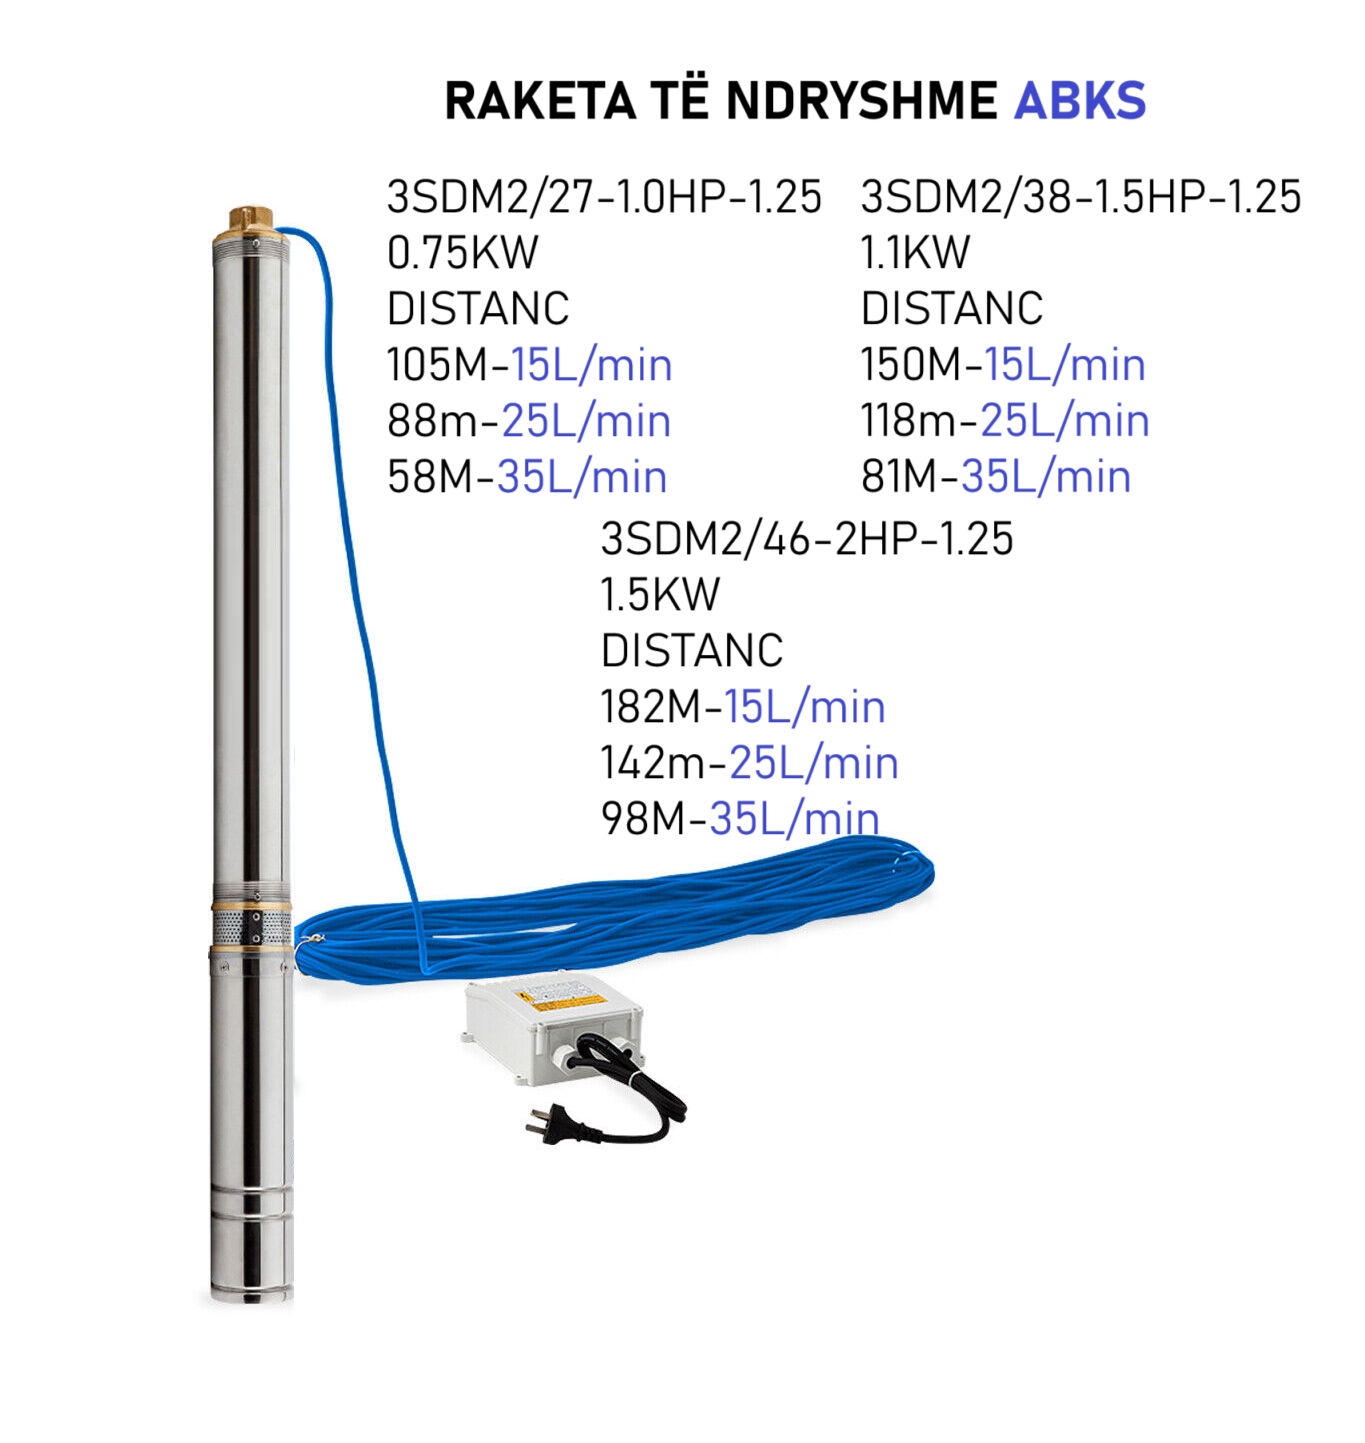 RAKETA TË NDRYSHME ABKS
3SDM2/27-1.0HP-1.25
0.75KW
DISTANC
105M-15L/min
88m-25L/min
58M-35L/min
3SDM2/38-1.5HP-1.25
1.1KW
DISTANC
150M-15L/min
118m-25L/min
81M-35L/min
3SDM2/46-2HP-1.25
1.5KW
DISTANC
182M-15L/min
142m-25L/min
98M-35L/min